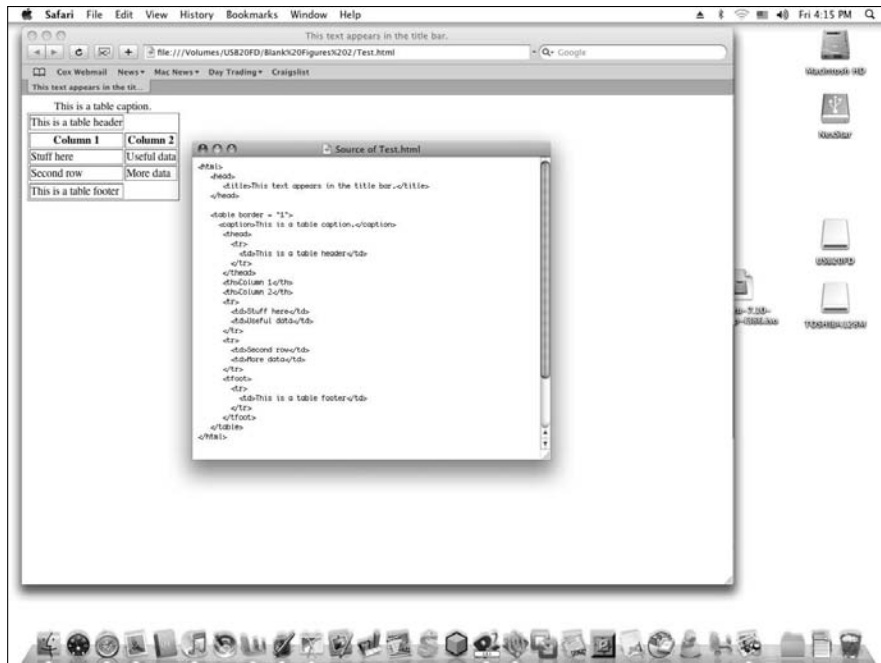 Safari File Edit View History Bookmarks Window Help Fri 4:15 PM
This text appears in the title bar.
file:///Volumes/USB20FD/Blank%20Figures%202/Test.html
Google
Cox Webmail News Mac News Day Trading Craigslist
This text appears in the tit...
Macintosh HD
This is a table caption.
This is a table header
Column 1 Column 2
Stuff here Useful data
Second row More data
This is a table footer
NexStar
USB20FD
TOSHIBA 128M
Source of Test.html
<html>
<head>
<title>This text appears in the title bar.</title>
</head>
<table border = "1">
<caption>This is a table caption.</caption>
<thead>
<tr>
<td>This is a table header</td>
</tr>
</thead>
<th>Column 1</th>
<th>Column 2</th>
<tr>
<td>Stuff here</td>
<td>Useful data</td>
</tr>
<tr>
<td>Second row</td>
<td>More data</td>
</tr>
<tfoot>
<tr>
<td>This is a table footer</td>
</tr>
</tfoot>
</table>
</html>